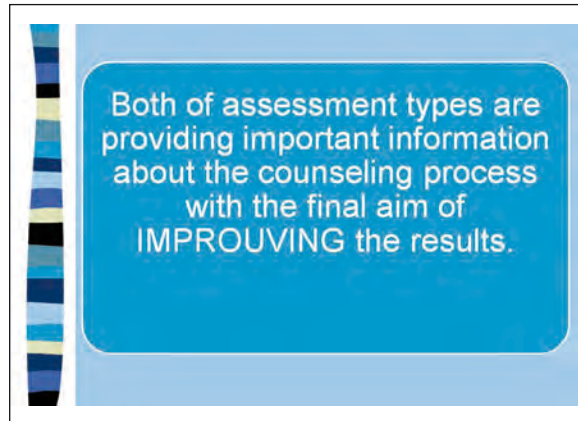 Both of assessment types are
providing important information
about the counseling process
with the final aim of
IMPROUVING the results.